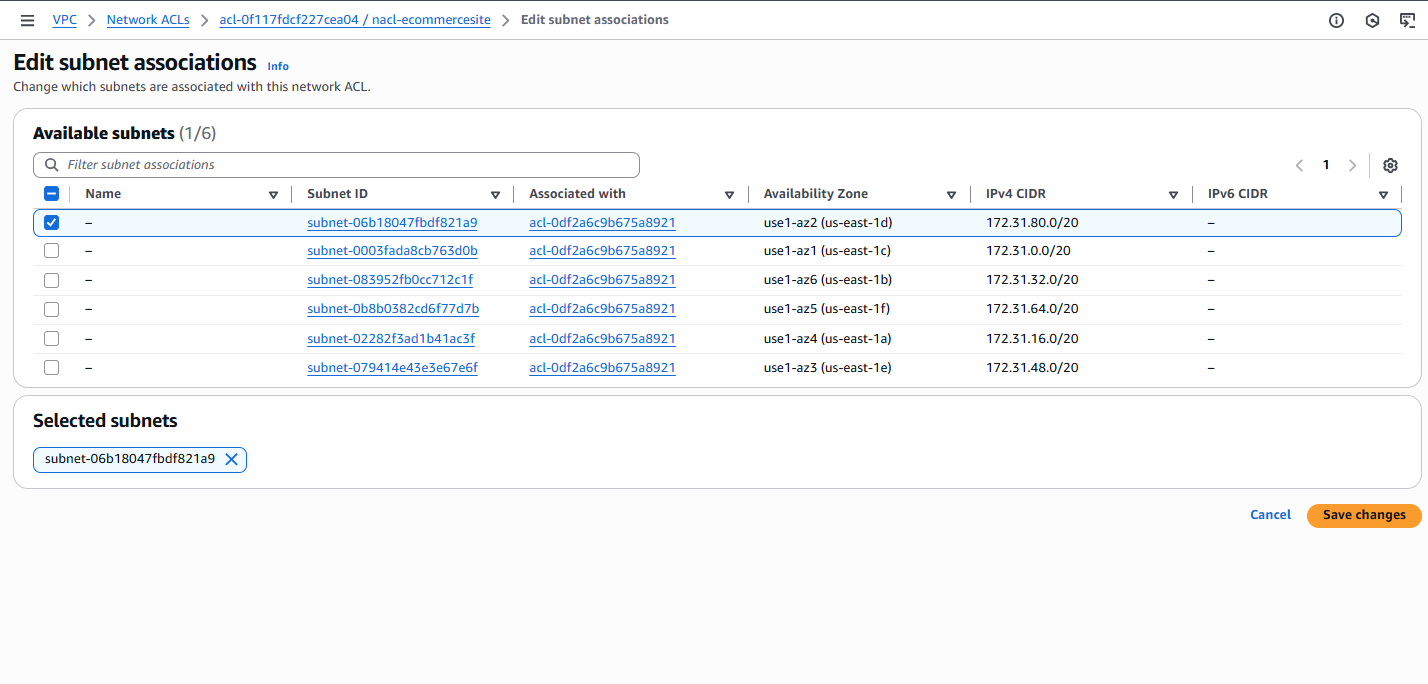 VPC > Network ACLs > acl-0f117fdcf227cea04 / nacl-ecommercesite > Edit subnet associations
Edit subnet associations Info
Change which subnets are associated with this network ACL.
Available subnets (1/6)
Filter subnet associations
1
Name Subnet ID Associated with Availability Zone IPv4 CIDR IPv6 CIDR
– subnet-06b18047fbdf821a9 acl-0df2a6c9b675a8921 use1-az2 (us-east-1d) 172.31.80.0/20 –
– subnet-0003fada8cb763d0b acl-0df2a6c9b675a8921 use1-az1 (us-east-1c) 172.31.0.0/20 –
– subnet-083952fb0cc712c1f acl-0df2a6c9b675a8921 use1-az6 (us-east-1b) 172.31.32.0/20 –
– subnet-0b8b0382cd6f77d7b acl-0df2a6c9b675a8921 use1-az5 (us-east-1f) 172.31.64.0/20 –
– subnet-02282f3ad1b41ac3f acl-0df2a6c9b675a8921 use1-az4 (us-east-1a) 172.31.16.0/20 –
– subnet-079414e43e3e67e6f acl-0df2a6c9b675a8921 use1-az3 (us-east-1e) 172.31.48.0/20 –
Selected subnets
subnet-06b18047fbdf821a9
Cancel Save changes